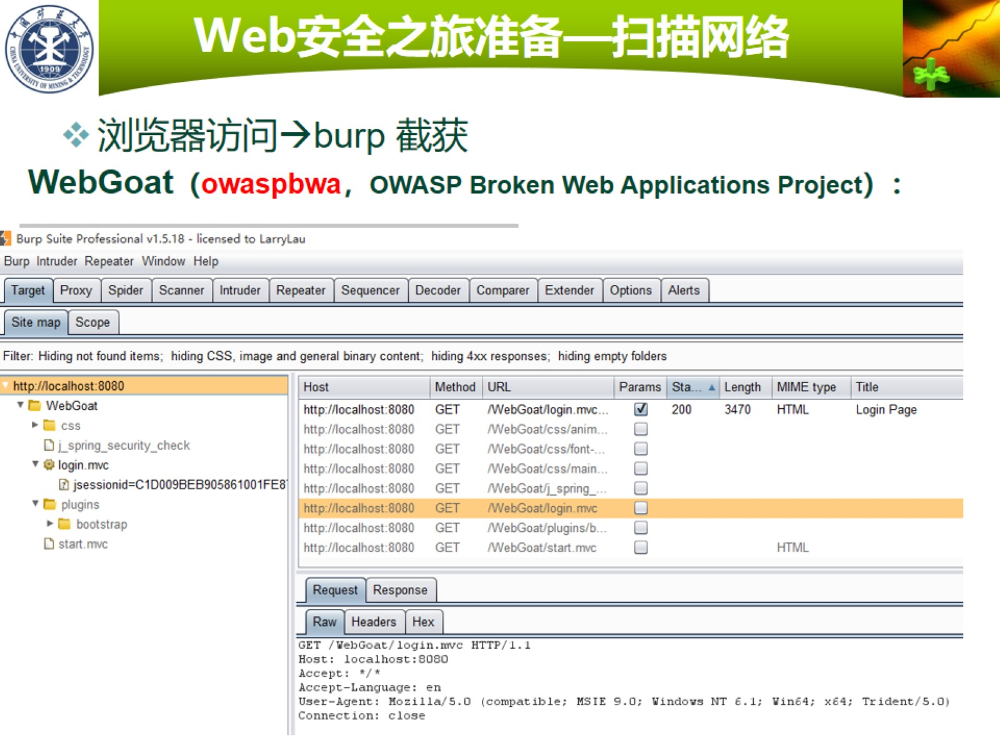 中国矿业大学
CHINA UNIVERSITY OF MINING & TECHNOLOGY
1909
Web安全之旅准备—扫描网络
浏览器访问→burp 截获
WebGoat（owaspbwa，OWASP Broken Web Applications Project）：
Burp Suite Professional v1.5.18 - licensed to LarryLau
Burp Intruder Repeater Window Help
Target Proxy Spider Scanner Intruder Repeater Sequencer Decoder Comparer Extender Options Alerts
Site map Scope
Filter: Hiding not found items; hiding CSS, image and general binary content; hiding 4xx responses; hiding empty folders
http://localhost:8080
WebGoat
css
j_spring_security_check
login.mvc
jsessionid=C1D009BEB905861001FE8
plugins
bootstrap
start.mvc
Host Method URL Params Sta... Length MIME type Title
http://localhost:8080 GET /WebGoat/login.mvc... 200 3470 HTML Login Page
http://localhost:8080 GET /WebGoat/css/anim...
http://localhost:8080 GET /WebGoat/css/font-...
http://localhost:8080 GET /WebGoat/css/main...
http://localhost:8080 GET /WebGoat/j_spring_...
http://localhost:8080 GET /WebGoat/login.mvc
http://localhost:8080 GET /WebGoat/plugins/b...
http://localhost:8080 GET /WebGoat/start.mvc HTML
Request Response
Raw Headers Hex
GET /WebGoat/login.mvc HTTP/1.1
Host: localhost:8080
Accept: */*
Accept-Language: en
User-Agent: Mozilla/5.0 (compatible; MSIE 9.0; Windows NT 6.1; Win64; x64; Trident/5.0)
Connection: close